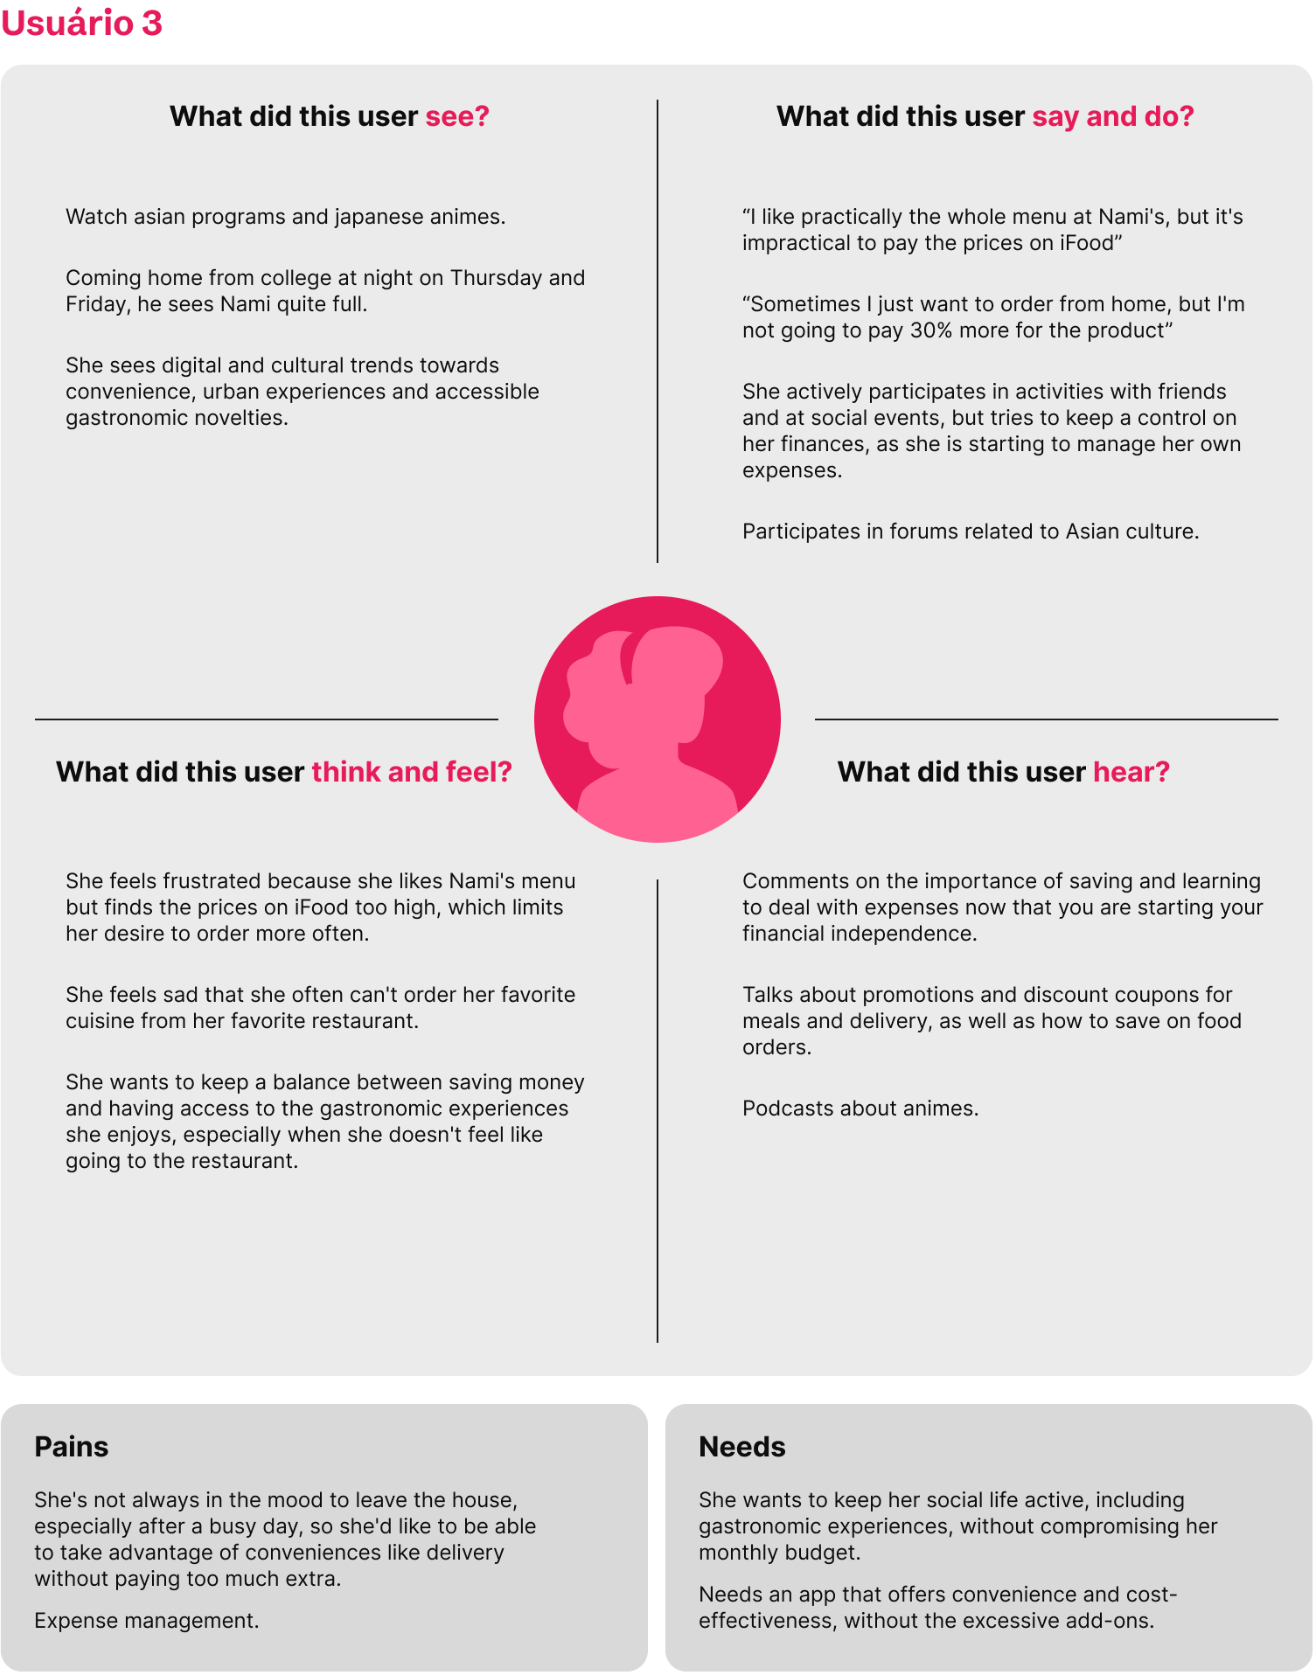 Usuário 3
What did this user see?
Watch asian programs and japanese animes.
Coming home from college at night on Thursday and
Friday, he sees Nami quite full.
She sees digital and cultural trends towards
convenience, urban experiences and accessible
gastronomic novelties.
What did this user say and do?
“I like practically the whole menu at Nami's, but it's
impractical to pay the prices on iFood”
“Sometimes I just want to order from home, but I'm
not going to pay 30% more for the product”
She actively participates in activities with friends
and at social events, but tries to keep a control on
her finances, as she is starting to manage her own
expenses.
Participates in forums related to Asian culture.
What did this user think and feel?
She feels frustrated because she likes Nami's menu
but finds the prices on iFood too high, which limits
her desire to order more often.
She feels sad that she often can't order her favorite
cuisine from her favorite restaurant.
She wants to keep a balance between saving money
and having access to the gastronomic experiences
she enjoys, especially when she doesn't feel like
going to the restaurant.
What did this user hear?
Comments on the importance of saving and learning
to deal with expenses now that you are starting your
financial independence.
Talks about promotions and discount coupons for
meals and delivery, as well as how to save on food
orders.
Podcasts about animes.
Pains
She's not always in the mood to leave the house,
especially after a busy day, so she'd like to be able
to take advantage of conveniences like delivery
without paying too much extra.
Expense management.
Needs
She wants to keep her social life active, including
gastronomic experiences, without compromising her
monthly budget.
Needs an app that offers convenience and cost-
effectiveness, without the excessive add-ons.